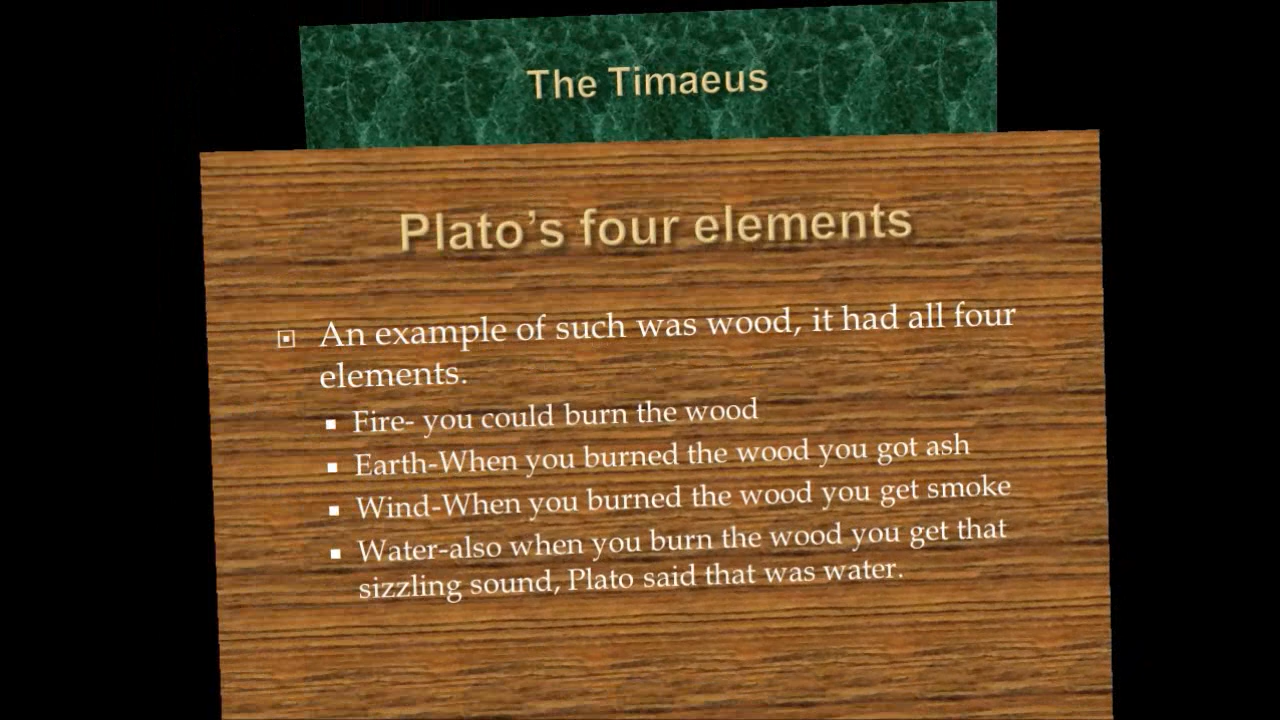 The Timaeus
Plato's four elements
An example of such was wood, it had all four
elements.
Fire- you could burn the wood
Earth-When you burned the wood you got ash
Wind-When you burned the wood you get smoke
Water-also when you burn the wood you get that
sizzling sound, Plato said that was water.